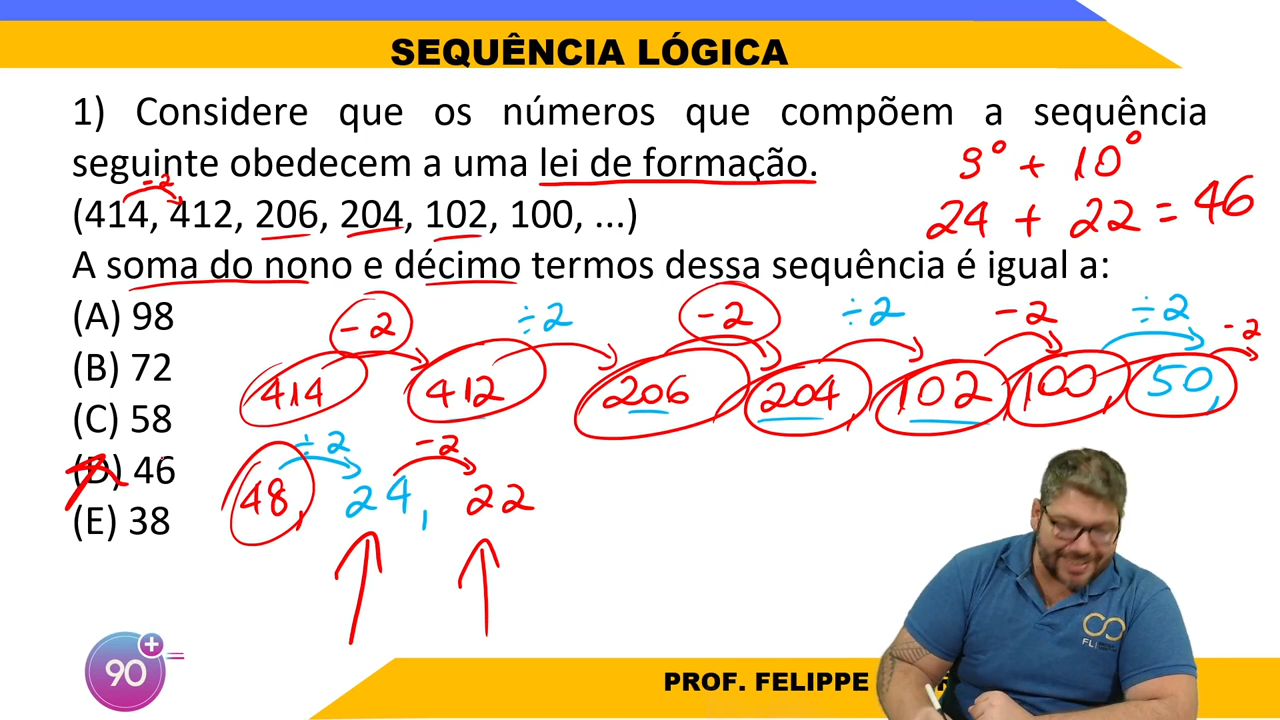 SEQUÊNCIA LÓGICA
1) Considere que os números que compõem a sequência
seguinte obedecem a uma lei de formação.
9° + 10°
-2
(414, 412, 206, 204, 102, 100, ...)
24 + 22 = 46
A soma do nono e décimo termos dessa sequência é igual a:
(A) 98
-2 ÷2 -2 ÷2 -2 ÷2 -2
(B) 72
414 412 206 204, 102 100, 50,
(C) 58
÷2 -2
(D) 46
48, 24, 22
(E) 38
90+
FL
PROF. FELIPPE